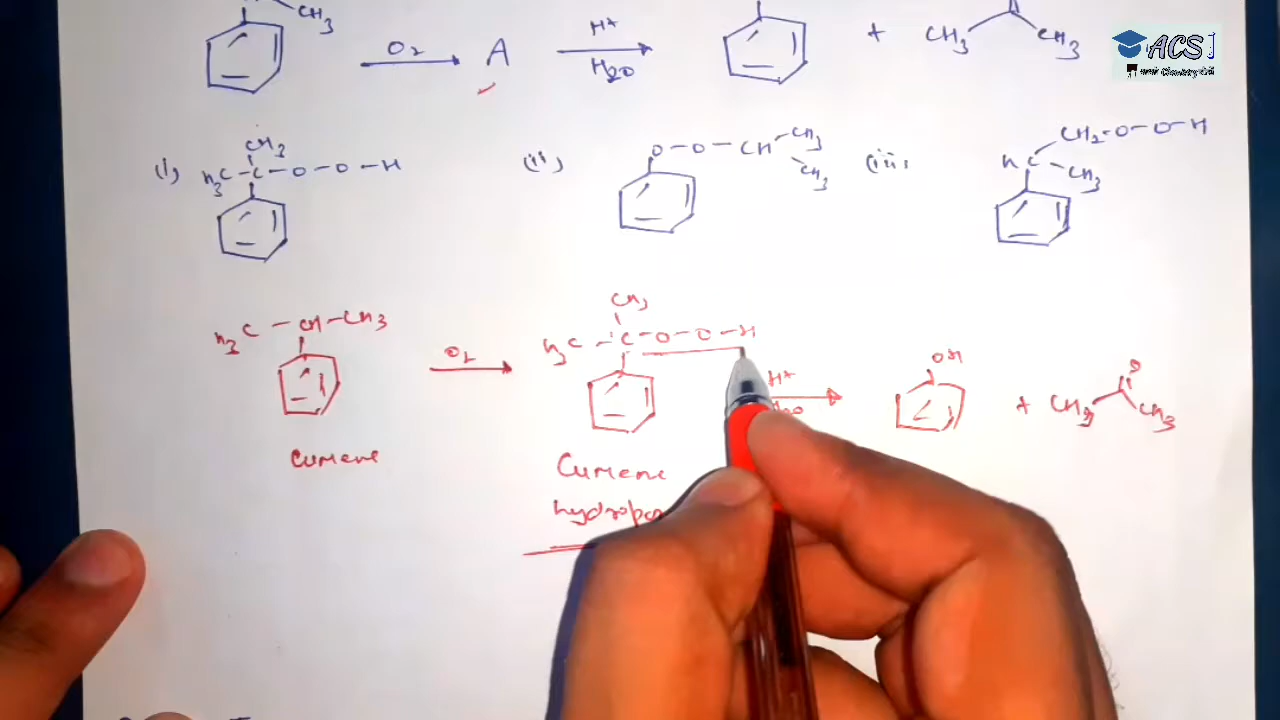 CH3
O2 A H+ H2O + CH3 CH3
ACS
(i) CH3 H3C - C - O - O - H (ii) O - O - CH CH3 CH3 (iii) H C CH2 - O - O - H CH3
H3C - CH - CH3 O2 CH3 H3C - C - O - O - H H+ H2O OH + CH3 O CH3
Cumene Cumene